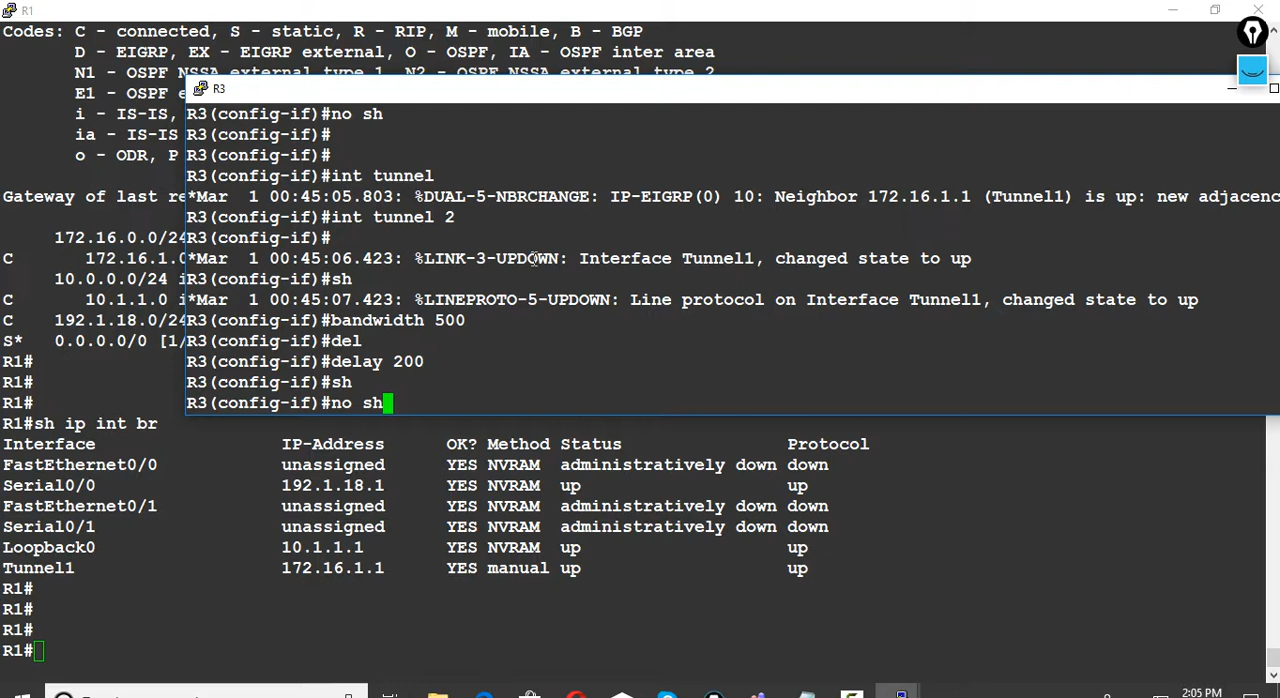 R1
Codes: C - connected, S - static, R - RIP, M - mobile, B - BGP
D - EIGRP, EX - EIGRP external, O - OSPF, IA - OSPF inter area
N1 - OSPF NSSA external type 1, N2 - OSPF NSSA external type 2
E1 - OSPF e
i - IS-IS,
ia - IS-IS
o - ODR, P
Gateway of last re
172.16.0.0/24
C 172.16.1.0
10.0.0.0/24 i
C 10.1.1.0 i
C 192.1.18.0/24
S* 0.0.0.0/0 [1/
R1#
R1#
R1#
R1#sh ip int br
Interface IP-Address OK? Method Status Protocol
FastEthernet0/0 unassigned YES NVRAM administratively down down
Serial0/0 192.1.18.1 YES NVRAM up up
FastEthernet0/1 unassigned YES NVRAM administratively down down
Serial0/1 unassigned YES NVRAM administratively down down
Loopback0 10.1.1.1 YES NVRAM up up
Tunnel1 172.16.1.1 YES manual up up
R1#
R1#
R1#
R1#
R3
R3(config-if)#no sh
R3(config-if)#
R3(config-if)#
R3(config-if)#int tunnel
*Mar 1 00:45:05.803: %DUAL-5-NBRCHANGE: IP-EIGRP(0) 10: Neighbor 172.16.1.1 (Tunnel1) is up: new adjacenc
R3(config-if)#int tunnel 2
R3(config-if)#
*Mar 1 00:45:06.423: %LINK-3-UPDOWN: Interface Tunnel1, changed state to up
R3(config-if)#sh
*Mar 1 00:45:07.423: %LINEPROTO-5-UPDOWN: Line protocol on Interface Tunnel1, changed state to up
R3(config-if)#bandwidth 500
R3(config-if)#del
R3(config-if)#delay 200
R3(config-if)#sh
R3(config-if)#no sh
2:05 PM